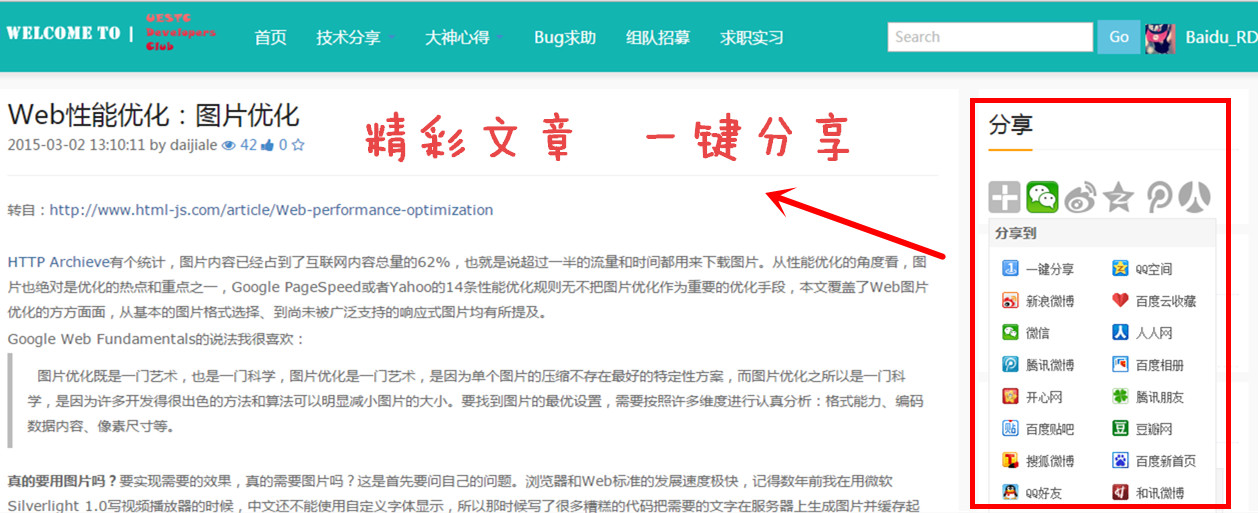 WELCOME TO |
UESTC
Developers
Club
首页
技术分享
大神心得
Bug求助
组队招募
求职实习
Search
Go
Baidu_RD
Web性能优化：图片优化
2015-03-02 13:10:11 by daijiale 42 0
精彩文章 一键分享
转自：http://www.html-js.com/article/Web-performance-optimization
HTTP Archieve有个统计，图片内容已经占到了互联网内容总量的62%，也就是说超过一半的流量和时间都用来下载图片。从性能优化的角度看，图
片也绝对是优化的热点和重点之一，Google PageSpeed或者Yahoo的14条性能优化规则无不把图片优化作为重要的优化手段，本文覆盖了Web图片
优化的方方面面，从基本的图片格式选择、到尚未被广泛支持的响应式图片均有所提及。
Google Web Fundamentals的说法我很喜欢：
图片优化既是一门艺术，也是一门科学，图片优化是一门艺术，是因为单个图片的压缩不存在最好的特定性方案，而图片优化之所以是一门科
学，是因为许多开发得很出色的方法和算法可以明显减小图片的大小。要找到图片的最优设置，需要按照许多维度进行认真分析：格式能力、编码
数据内容、像素尺寸等。
真的要用图片吗？要实现需要的效果，真的需要图片吗？这是首先要问自己的问题。浏览器和Web标准的发展速度极快，记得数年前我在用微软
Silverlight 1.0写视频播放器的时候，中文还不能使用自定义字体显示，所以那时候写了很多糟糕的代码把需要的文字在服务器上生成图片并缓存起
分享
分享到
一键分享
QQ空间
新浪微博
百度云收藏
微信
人人网
腾讯微博
百度相册
开心网
腾讯朋友
百度贴吧
豆瓣网
搜狐微博
百度新首页
QQ好友
和讯微博